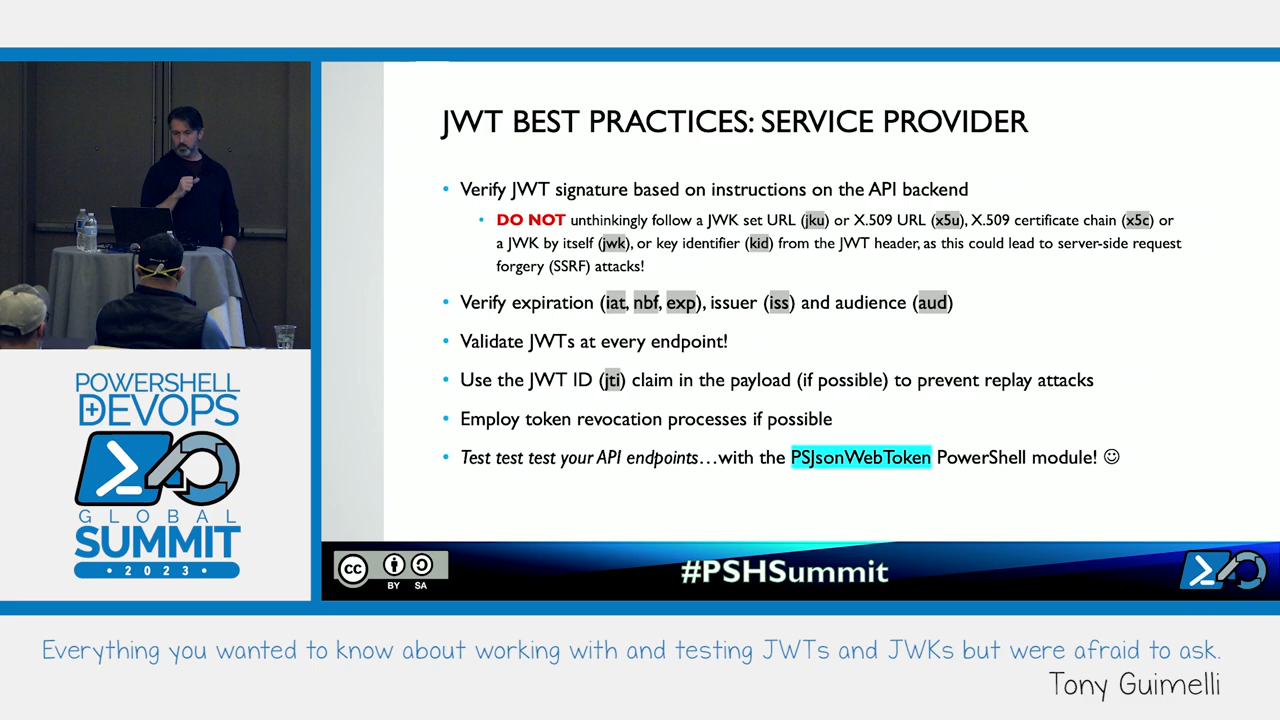 JWT BEST PRACTICES: SERVICE PROVIDER
• Verify JWT signature based on instructions on the API backend
• DO NOT unthinkingly follow a JWK set URL (jku) or X.509 URL (x5u), X.509 certificate chain (x5c) or
a JWK by itself (jwk), or key identifier (kid) from the JWT header, as this could lead to server-side request
forgery (SSRF) attacks!
• Verify expiration (iat, nbf, exp), issuer (iss) and audience (aud)
• Validate JWTs at every endpoint!
• Use the JWT ID (jti) claim in the payload (if possible) to prevent replay attacks
• Employ token revocation processes if possible
• Test test test your API endpoints…with the PSJsonWebToken PowerShell module! ☺
POWERSHELL
DEVOPS
GLOBAL
SUMMIT
• 2023 •
cc
BY SA
#PSHSummit
Everything you wanted to know about working with and testing JWTs and JWKs but were afraid to ask.
Tony Guimelli